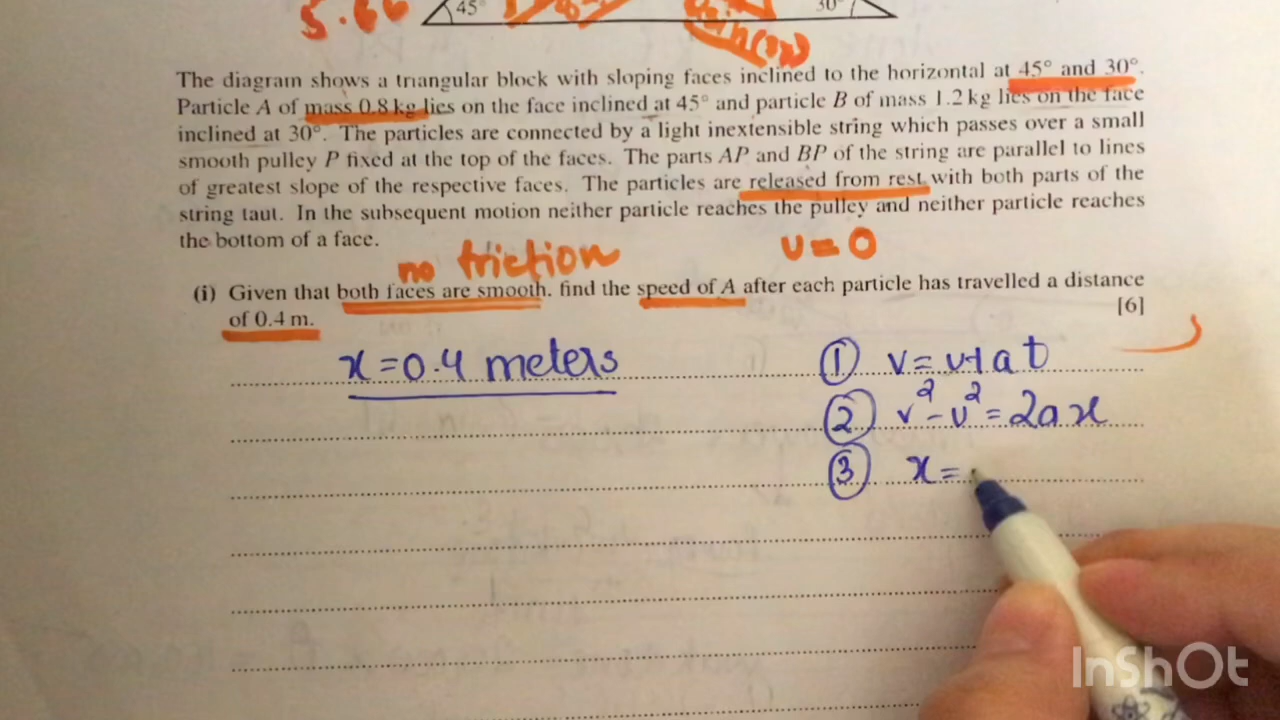 5.66 45° 30°
sin(30)
The diagram shows a triangular block with sloping faces inclined to the horizontal at 45° and 30°.
Particle A of mass 0.8 kg lies on the face inclined at 45° and particle B of mass 1.2 kg lies on the face
inclined at 30°. The particles are connected by a light inextensible string which passes over a small
smooth pulley P fixed at the top of the faces. The parts AP and BP of the string are parallel to lines
of greatest slope of the respective faces. The particles are released from rest with both parts of the
string taut. In the subsequent motion neither particle reaches the pulley and neither particle reaches
the bottom of a face.
no friction u=0
(i) Given that both faces are smooth, find the speed of A after each particle has travelled a distance
of 0.4 m. [6]
x=0.4 meters ① v=u+at
② v²-u²=2ax
③ x=
InShOt